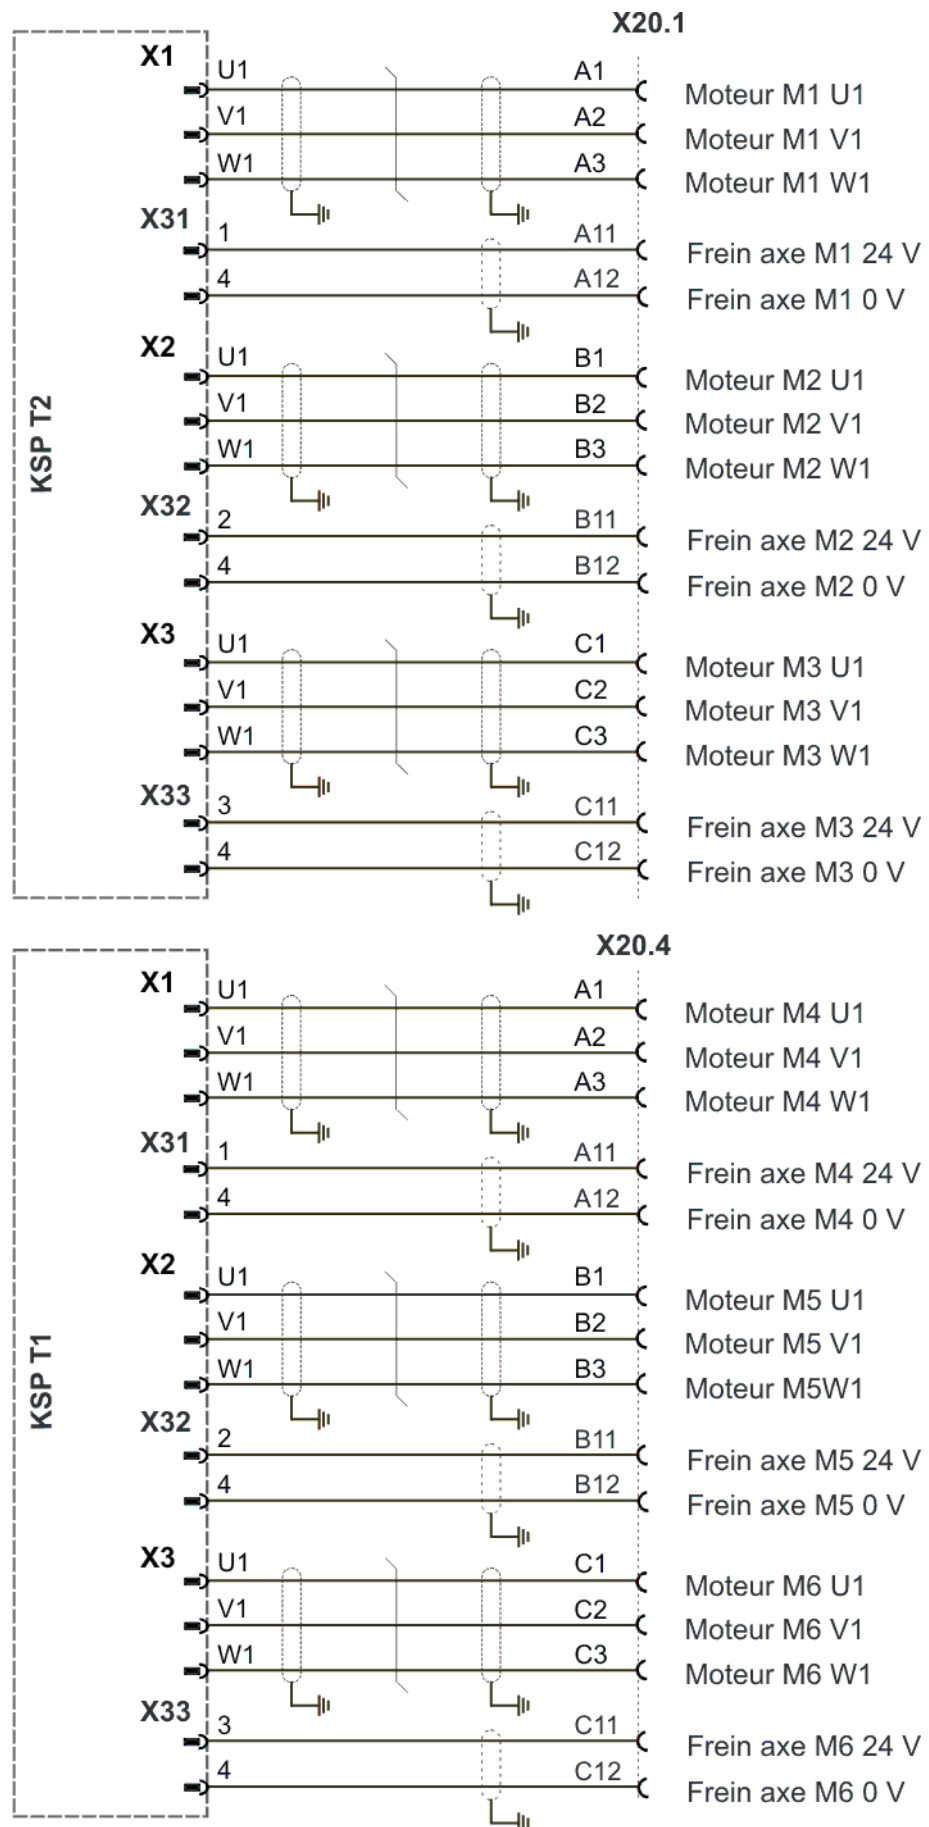 X20.1
KSP T2
X1
U1 A1 Moteur M1 U1
V1 A2 Moteur M1 V1
W1 A3 Moteur M1 W1
X31
1 A11 Frein axe M1 24 V
4 A12 Frein axe M1 0 V
X2
U1 B1 Moteur M2 U1
V1 B2 Moteur M2 V1
W1 B3 Moteur M2 W1
X32
2 B11 Frein axe M2 24 V
4 B12 Frein axe M2 0 V
X3
U1 C1 Moteur M3 U1
V1 C2 Moteur M3 V1
W1 C3 Moteur M3 W1
X33
3 C11 Frein axe M3 24 V
4 C12 Frein axe M3 0 V
X20.4
KSP T1
X1
U1 A1 Moteur M4 U1
V1 A2 Moteur M4 V1
W1 A3 Moteur M4 W1
X31
1 A11 Frein axe M4 24 V
4 A12 Frein axe M4 0 V
X2
U1 B1 Moteur M5 U1
V1 B2 Moteur M5 V1
W1 B3 Moteur M5W1
X32
2 B11 Frein axe M5 24 V
4 B12 Frein axe M5 0 V
X3
U1 C1 Moteur M6 U1
V1 C2 Moteur M6 V1
W1 C3 Moteur M6 W1
X33
3 C11 Frein axe M6 24 V
4 C12 Frein axe M6 0 V